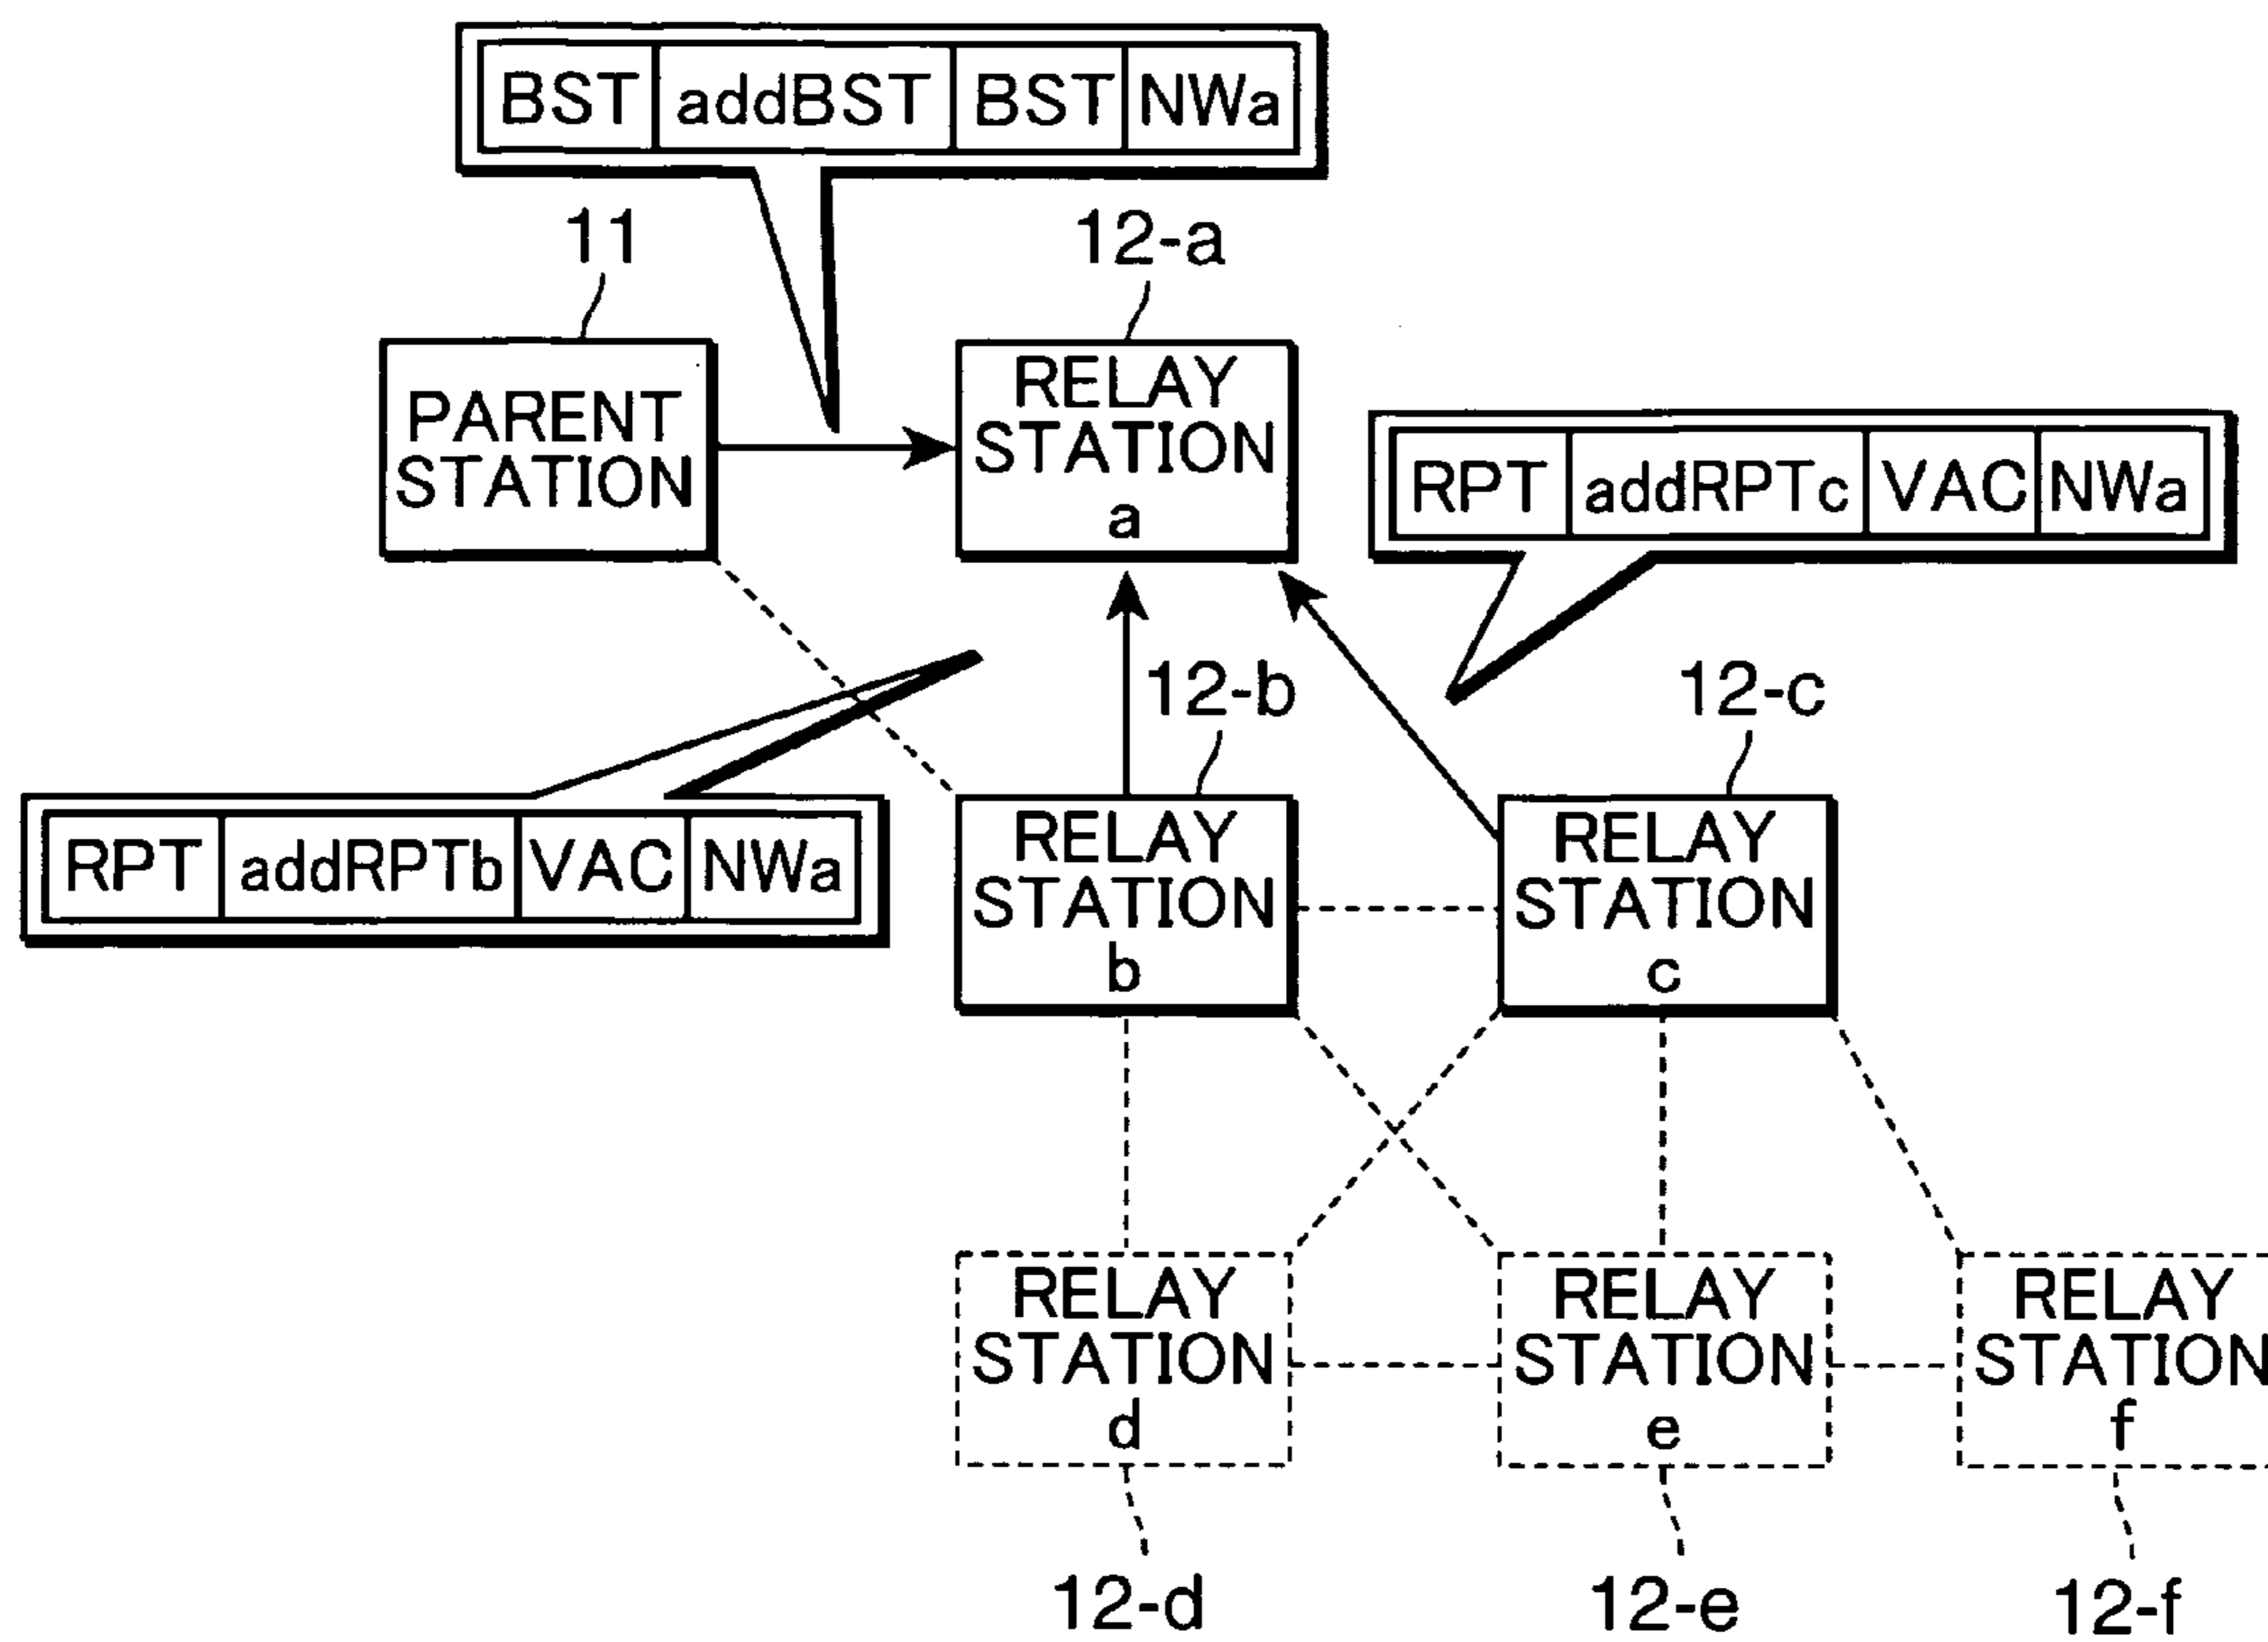 BST addBST BST NWa
11
12-a
PARENT
STATION
RELAY
STATION
a
RPT addRPTc VAC NWa
12-b
12-c
RPT addRPTb VAC NWa
RELAY
STATION
b
RELAY
STATION
c
RELAY
STATION
d
RELAY
STATION
e
RELAY
STATION
f
12-d
12-e
12-f